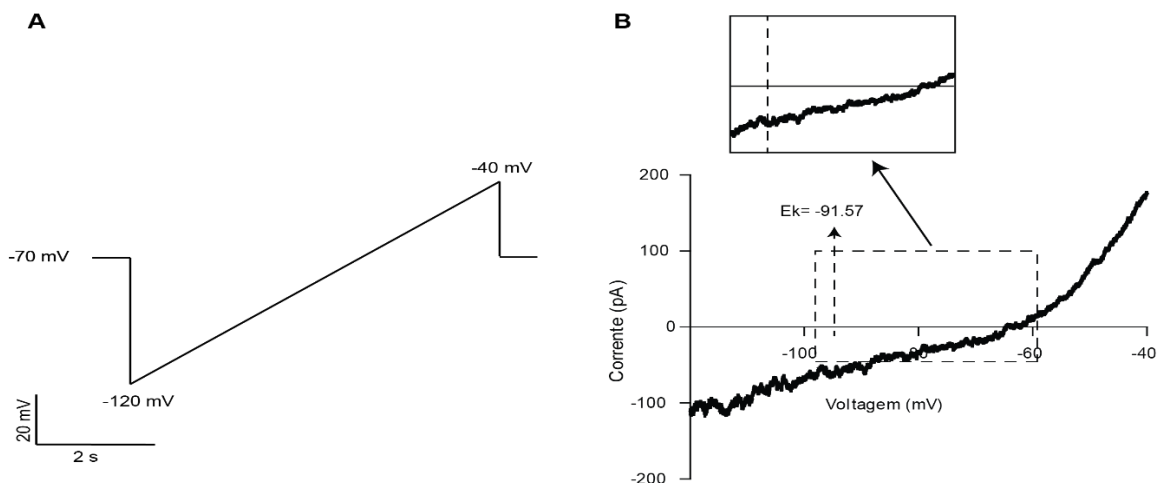 A
-40 mV
-70 mV
-120 mV
20 mV
2 s
B
200
Ek= -91.57
100
0
-100
-80
-60
-40
-100
Voltagem (mV)
-200
Corrente (pA)